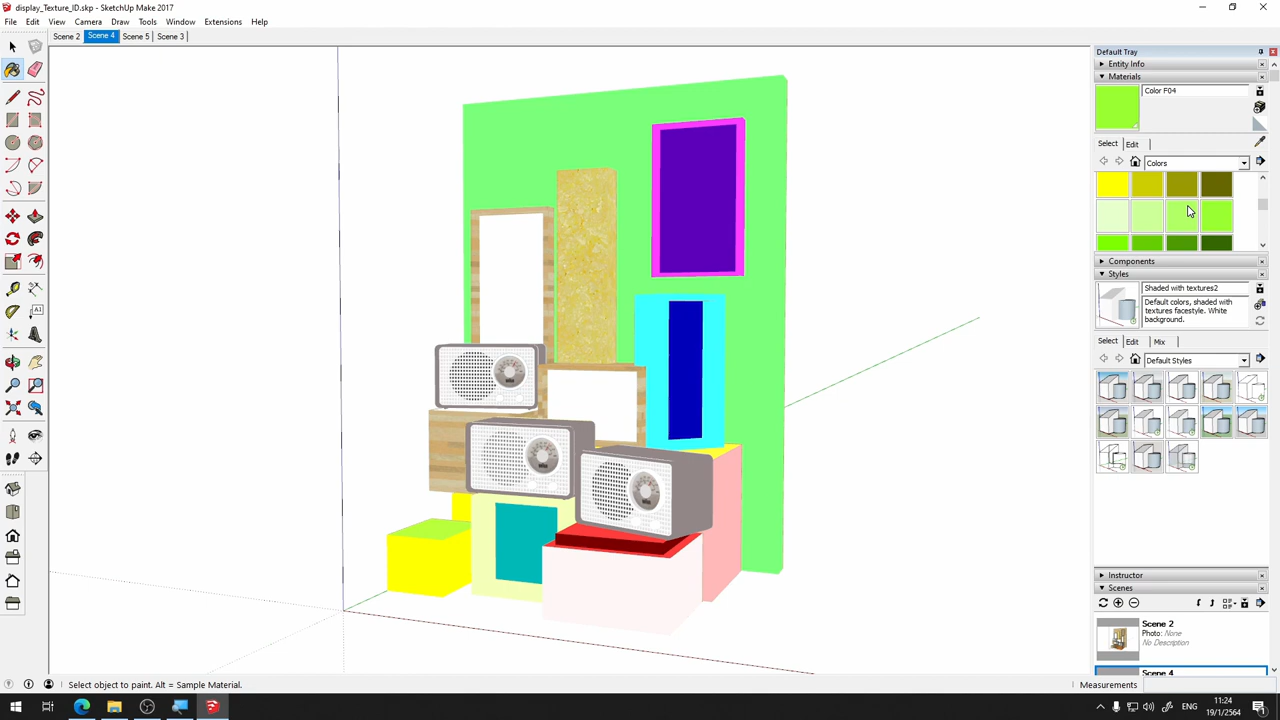 display_Texture_ID.skp - SketchUp Make 2017
File Edit View Camera Draw Tools Window Extensions Help
Scene 2 Scene 4 Scene 5 Scene 3
Default Tray
Entity Info
Materials
Color F04
Select Edit
Colors
Components
Styles
Shaded with textures2
Default colors, shaded with
textures facestyle. White
background.
Select Edit Mix
Default Styles
Instructor
Scenes
Scene 2
Photo: None
No Description
Scene 4
Select object to paint. Alt = Sample Material.
Measurements
ENG
11:24
19/1/2564